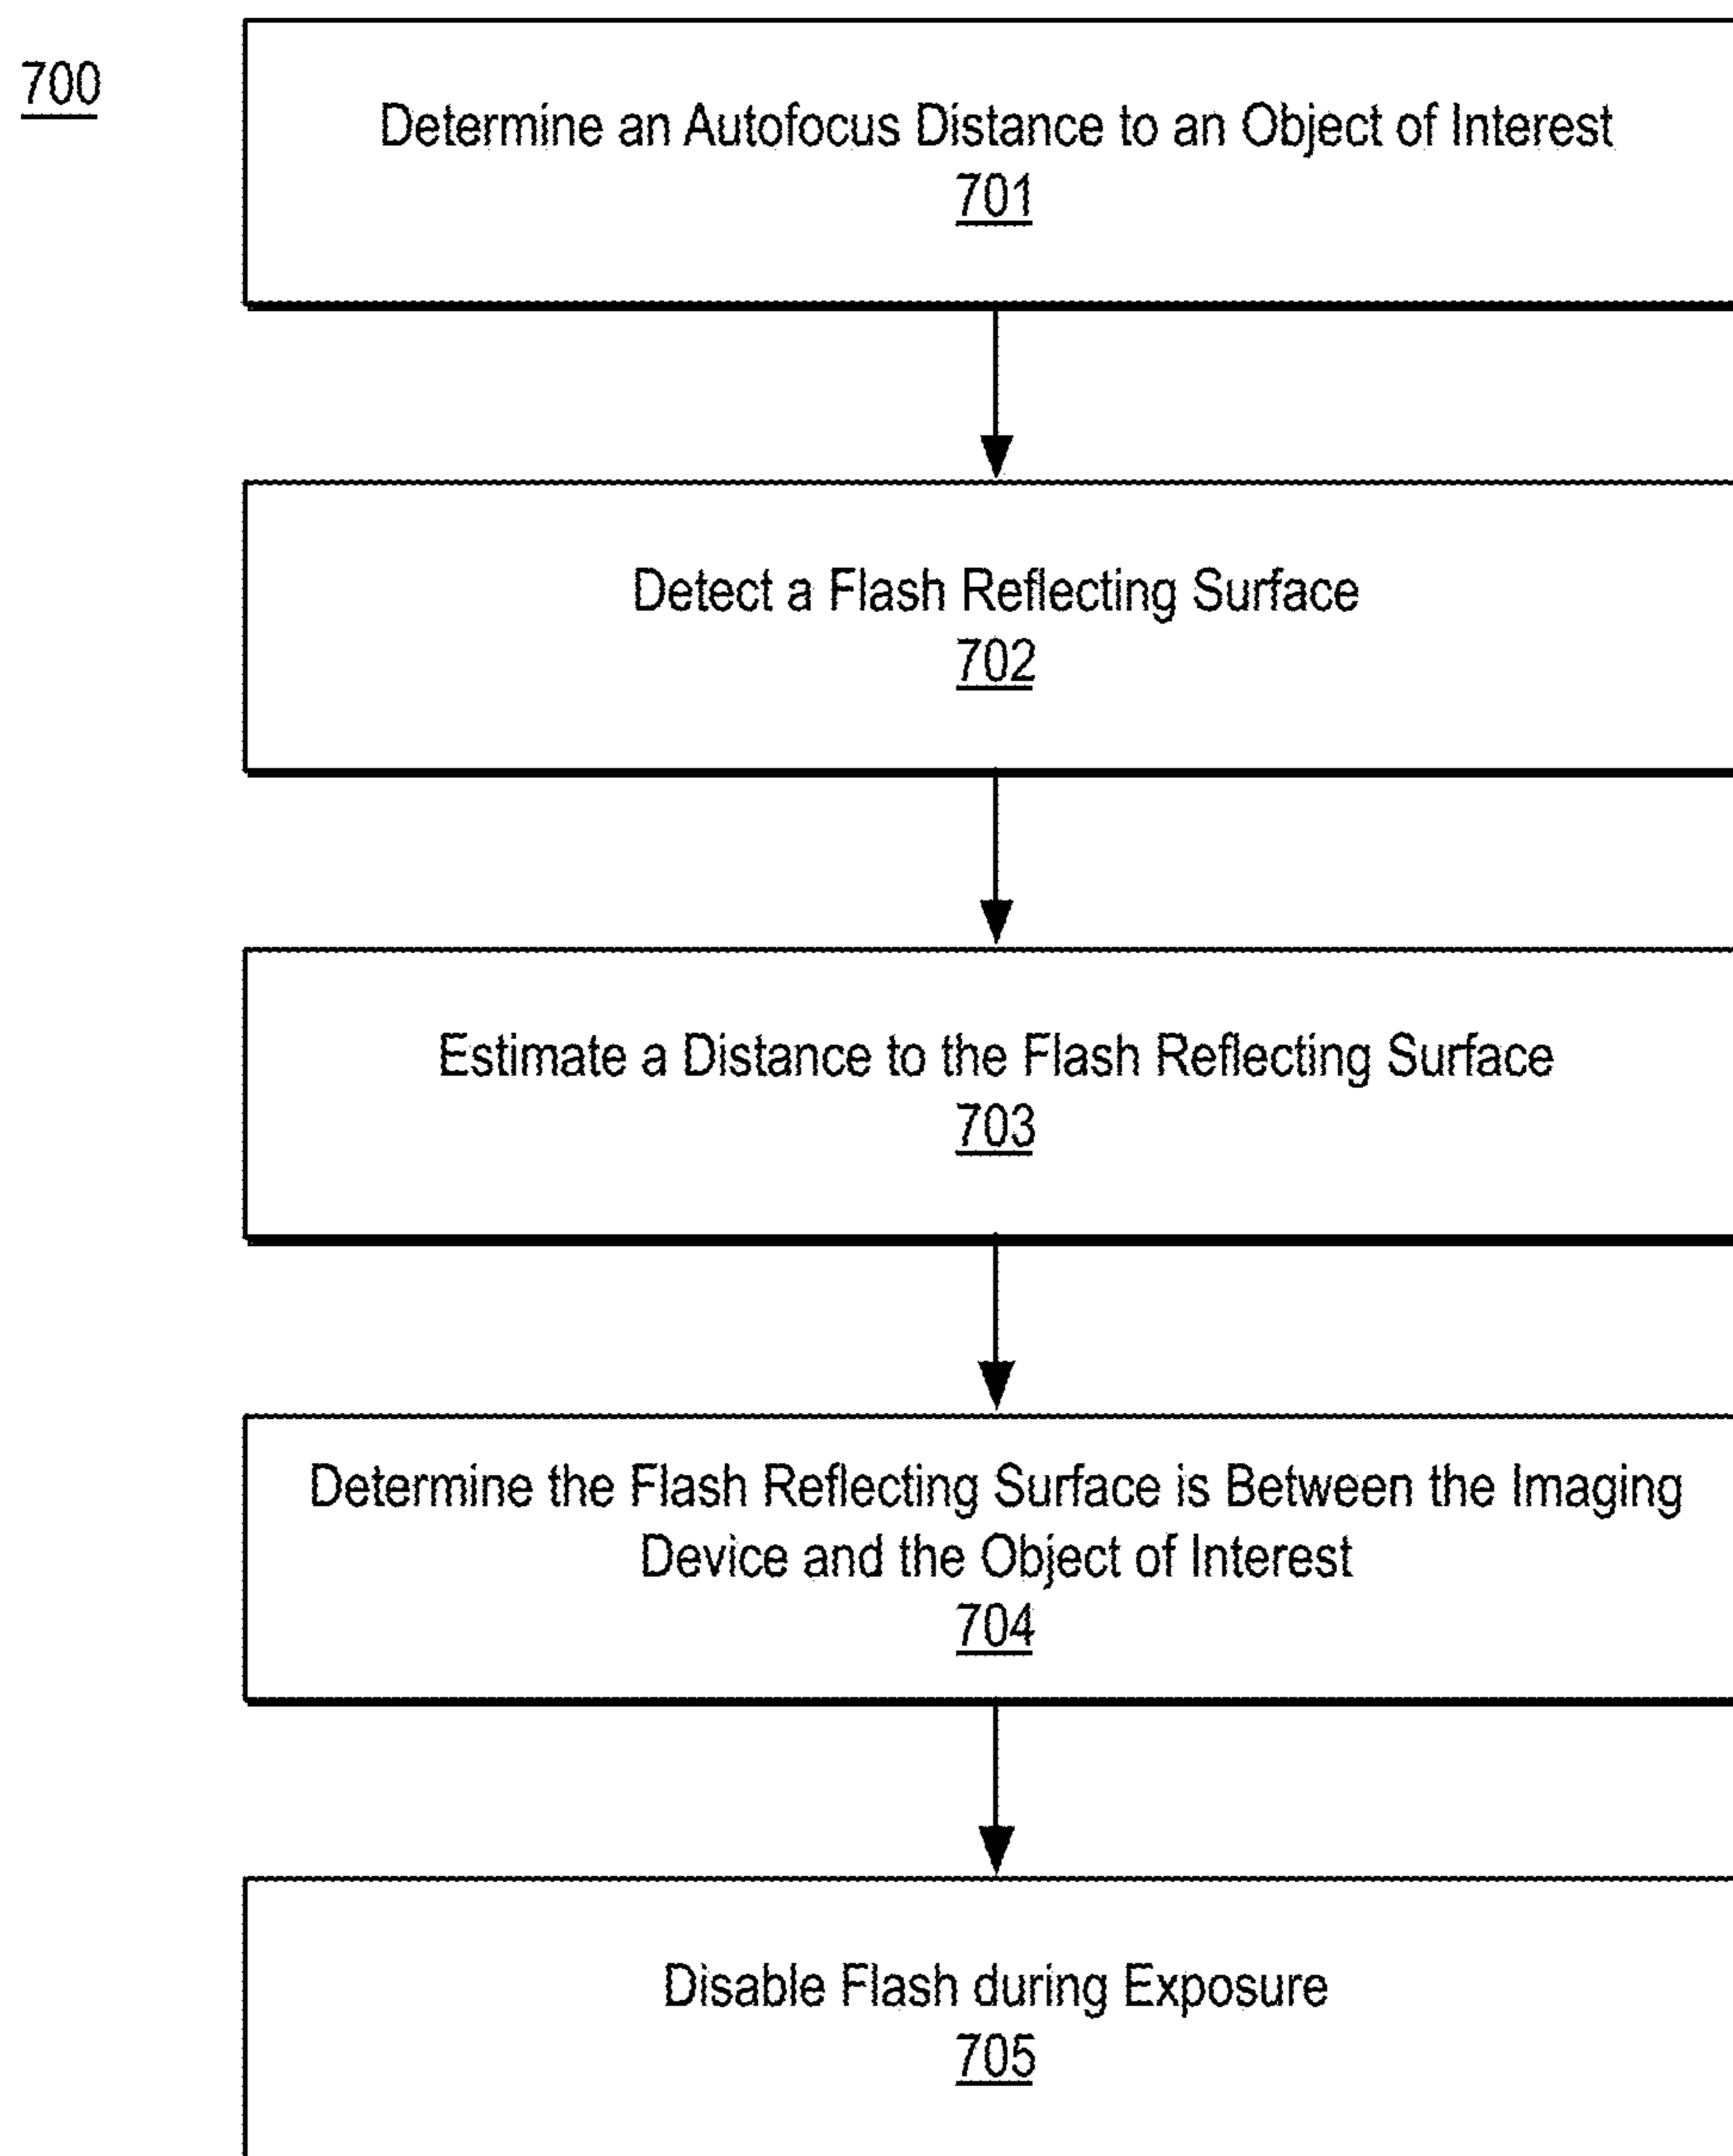 700
Determine an Autofocus Distance to an Object of Interest
701
Detect a Flash Reflecting Surface
702
Estimate a Distance to the Flash Reflecting Surface
703
Determine the Flash Reflecting Surface is Between the Imaging
Device and the Object of Interest
704
Disable Flash during Exposure
705